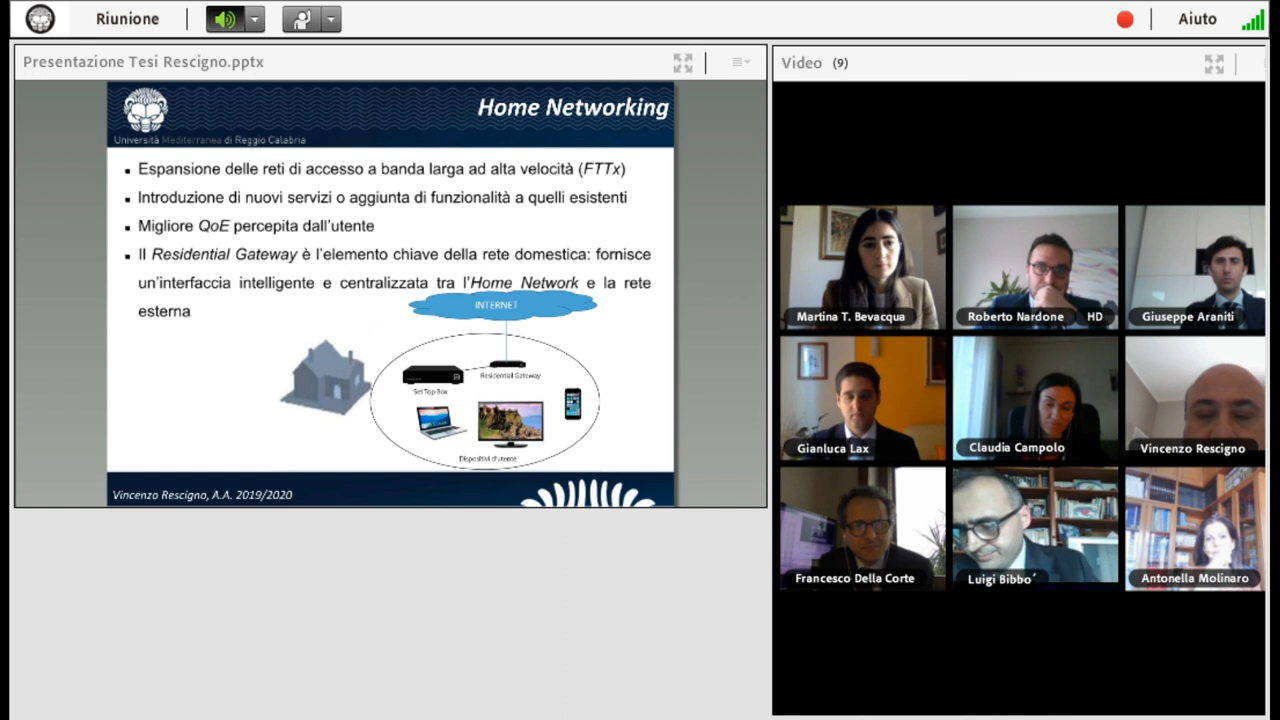 Riunione
Aiuto
Presentazione Tesi Rescigno.pptx
Video (9)
Home Networking
Università Mediterranea di Reggio Calabria
Espansione delle reti di accesso a banda larga ad alta velocità (FTTx)
Introduzione di nuovi servizi o aggiunta di funzionalità a quelli esistenti
Migliore QoE percepita dall'utente
Il Residential Gateway è l'elemento chiave della rete domestica: fornisce
un'interfaccia intelligente e centralizzata tra l'Home Network e la rete
esterna
INTERNET
Residential Gateway
Set Top Box
Dispositivi d'utente
Vincenzo Rescigno, A.A. 2019/2020
Martina T. Bevacqua
Roberto Nardone HD
Giuseppe Araniti
Gianluca Lax
Claudia Campolo
Vincenzo Rescigno
Francesco Della Corte
Luigi Bibbo´
Antonella Molinaro